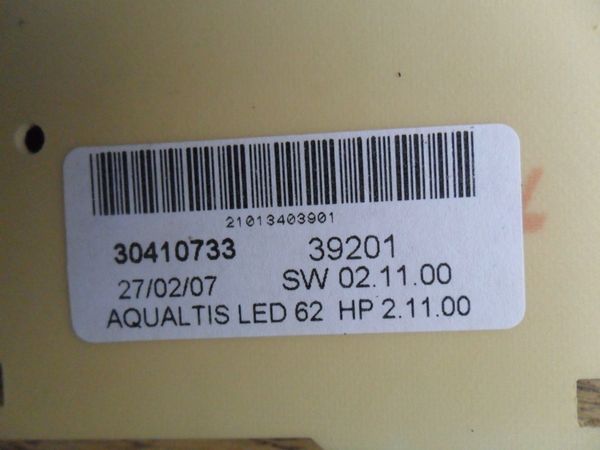 21013403901
30410733 39201
27/02/07 SW 02.11.00
AQUALTIS LED 62 HP 2.11.00